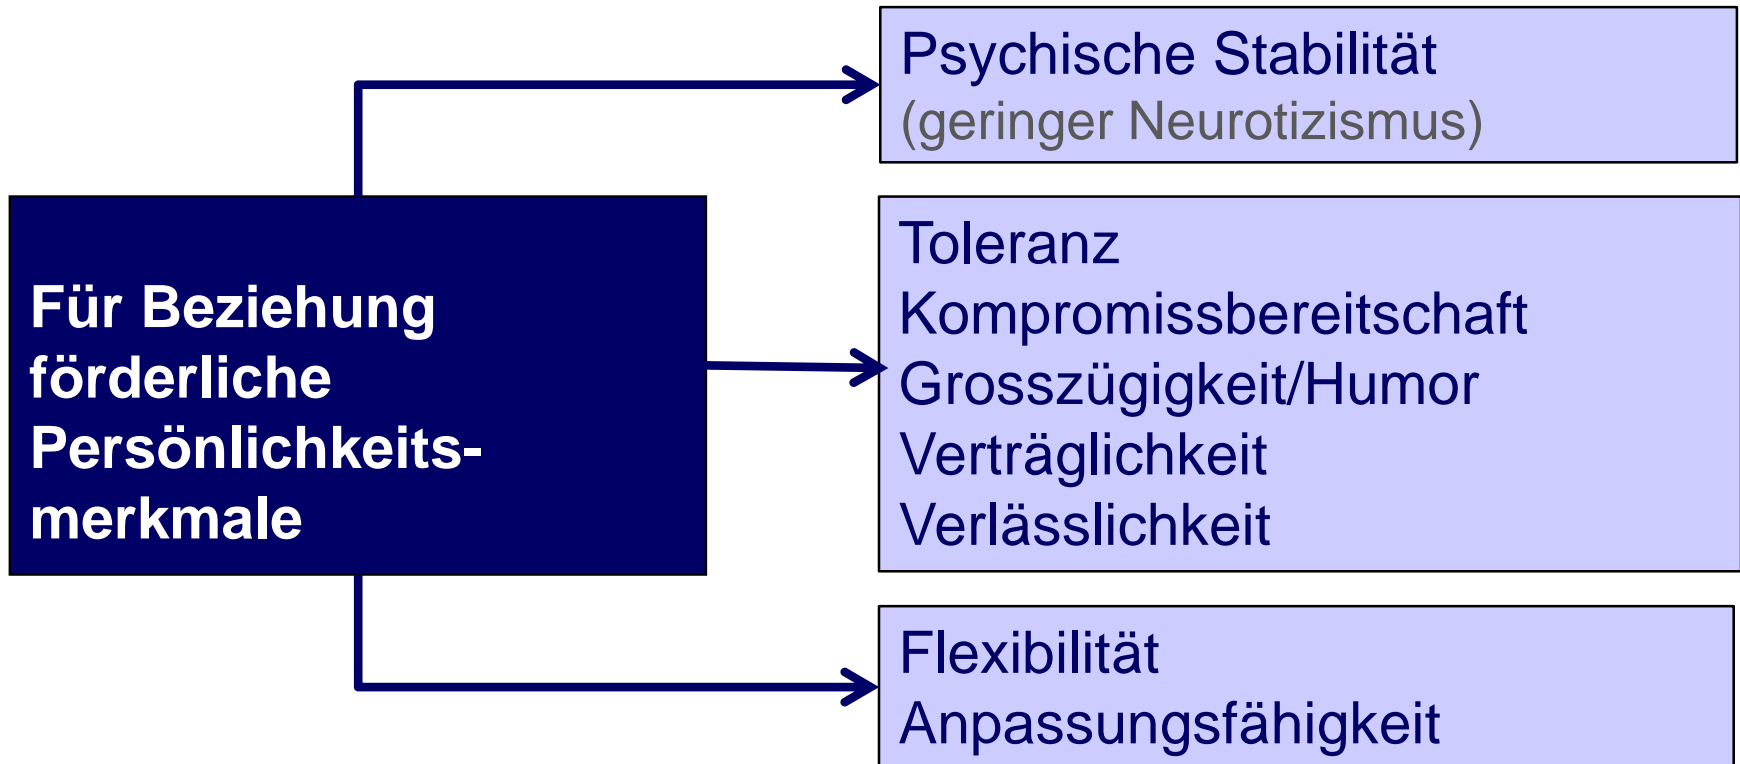 Psychische Stabilität
(geringer Neurotizismus)
Für Beziehung
förderliche
Persönlichkeits-
merkmale
Toleranz
Kompromissbereitschaft
Grosszügigkeit/Humor
Verträglichkeit
Verlässlichkeit
Flexibilität
Anpassungsfähigkeit